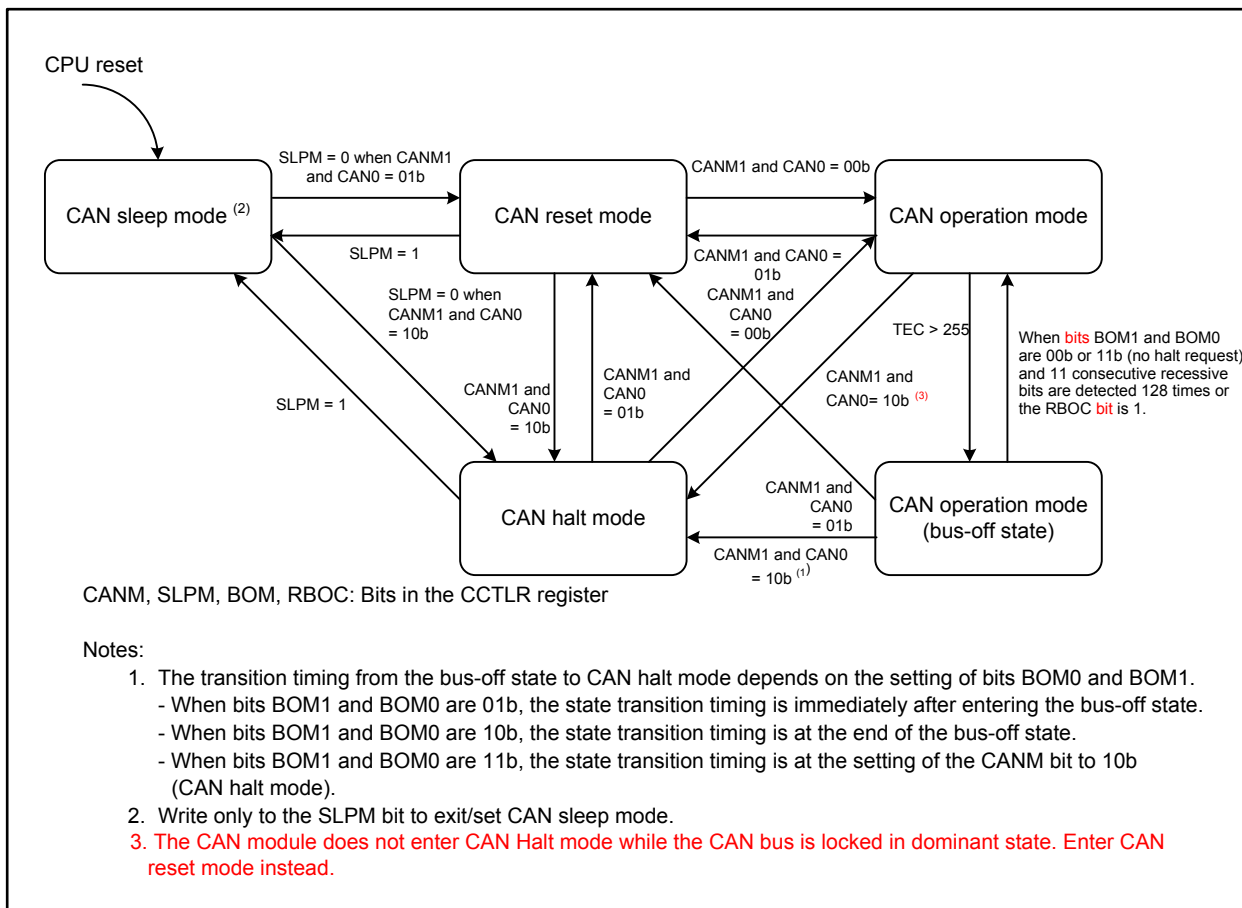 CPU reset
SLPM = 0 when CANM1
and CAN0 = 01b
CANM1 and CAN0 = 00b
CAN sleep mode (2)
CAN reset mode
CAN operation mode
SLPM = 1
CANM1 and CAN0 =
01b
SLPM = 0 when
CANM1 and CAN0
= 10b
CANM1 and
CAN0
= 00b
TEC > 255
When bits BOM1 and BOM0
are 00b or 11b (no halt request)
and 11 consecutive recessive
bits are detected 128 times or
the RBOC bit is 1.
SLPM = 1
CANM1 and
CAN0
= 10b
CANM1 and
CAN0
= 01b
CANM1 and
CAN0= 10b (3)
CAN halt mode
CANM1 and
CAN0
= 01b
CAN operation mode
(bus-off state)
CANM1 and CAN0
= 10b (1)
CANM, SLPM, BOM, RBOC: Bits in the CCTLR register
Notes:
1. The transition timing from the bus-off state to CAN halt mode depends on the setting of bits BOM0 and BOM1.
- When bits BOM1 and BOM0 are 01b, the state transition timing is immediately after entering the bus-off state.
- When bits BOM1 and BOM0 are 10b, the state transition timing is at the end of the bus-off state.
- When bits BOM1 and BOM0 are 11b, the state transition timing is at the setting of the CANM bit to 10b
(CAN halt mode).
2. Write only to the SLPM bit to exit/set CAN sleep mode.
3. The CAN module does not enter CAN Halt mode while the CAN bus is locked in dominant state. Enter CAN
reset mode instead.